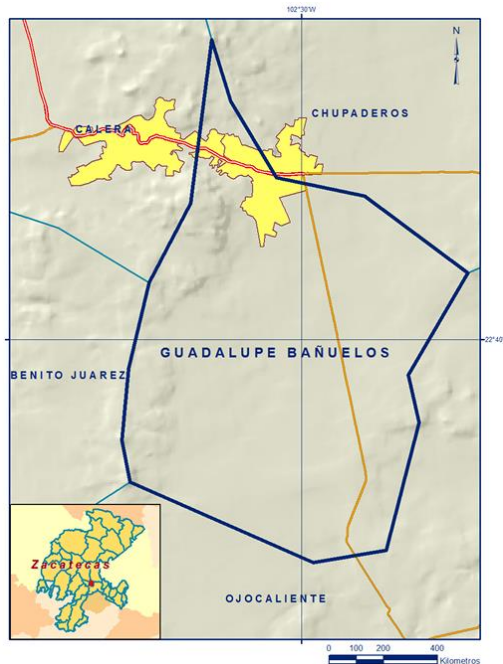 102°30'W
N
CHUPADEROS
CALERA
22°40
GUADALUPE BAÑUELOS
BENITO JUAREZ
Zacatecas
OJOCALIENTE
0 100 200 400
Kilometros